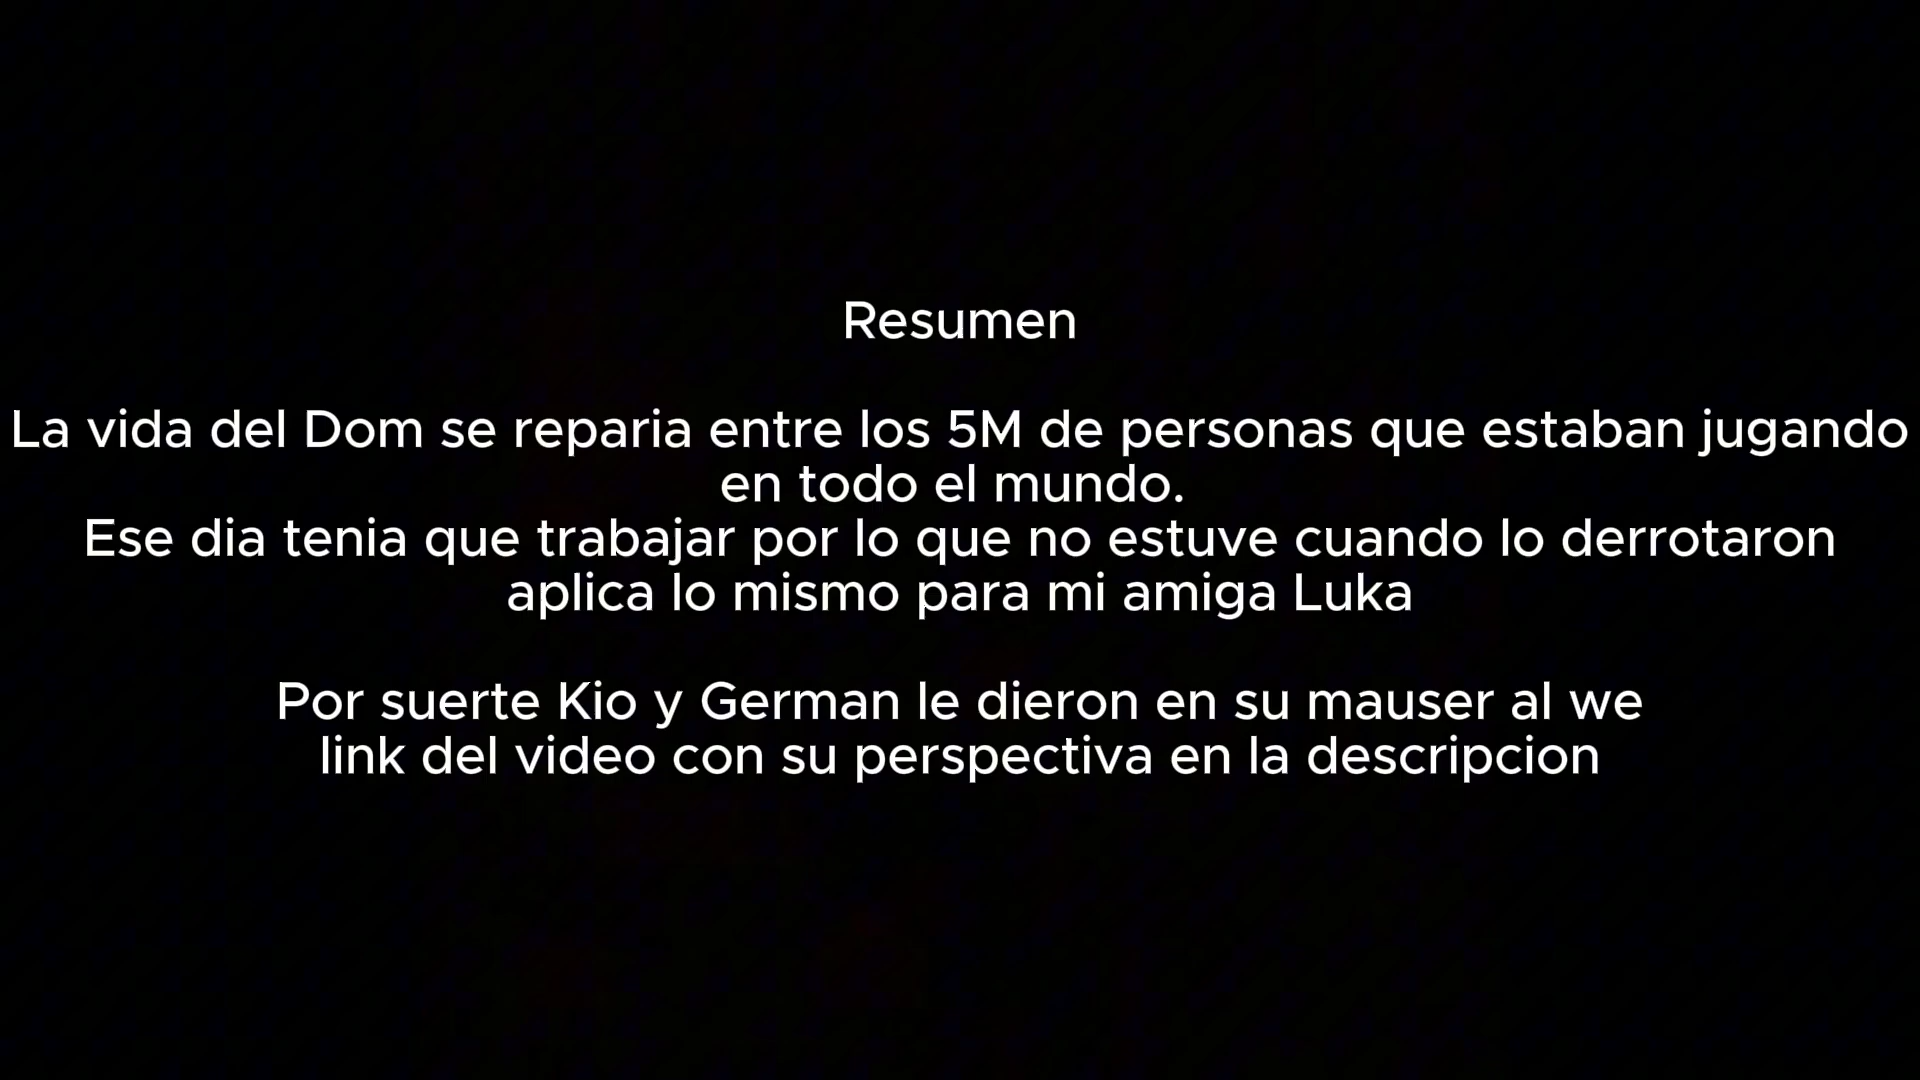 Resumen
La vida del Dom se reparia entre los 5M de personas que estaban jugando
en todo el mundo.
Ese dia tenia que trabajar por lo que no estuve cuando lo derrotaron
aplica lo mismo para mi amiga Luka
Por suerte Kio y German le dieron en su mauser al we
link del video con su perspectiva en la descripcion